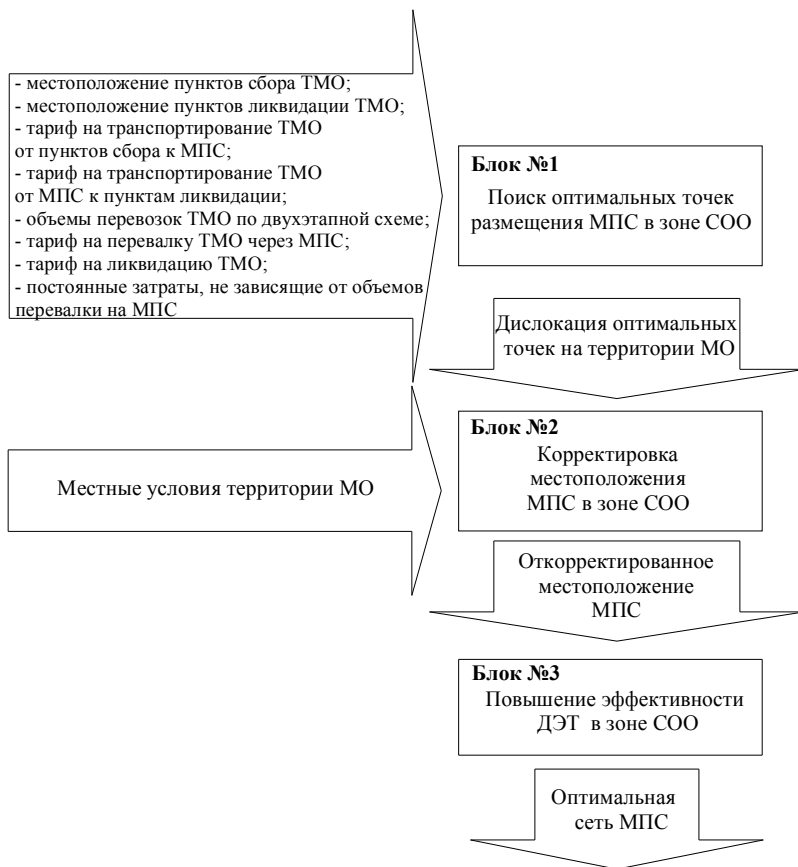 - местоположение пунктов сбора ТМО;
- местоположение пунктов ликвидации ТМО;
- тариф на транспортирование ТМО
от пунктов сбора к МПС;
- тариф на транспортирование ТМО
от МПС к пунктам ликвидации;
- объемы перевозок ТМО по двухэтапной схеме;
- тариф на перевалку ТМО через МПС;
- тариф на ликвидацию ТМО;
- постоянные затраты, не зависящие от объемов
перевалки на МПС
Блок №1
Поиск оптимальных точек
размещения МПС в зоне СОО
Дислокация оптимальных
точек на территории МО
Местные условия территории МО
Блок №2
Корректировка
местоположения
МПС в зоне СОО
Откорректированное
местоположение
МПС
Блок №3
Повышение эффективности
ДЭТ в зоне СОО
Оптимальная
сеть МПС